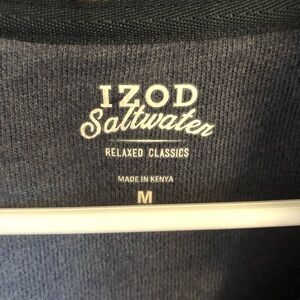 IZOD
Saltwater
RELAXED CLASSICS
MADE IN KENYA
M